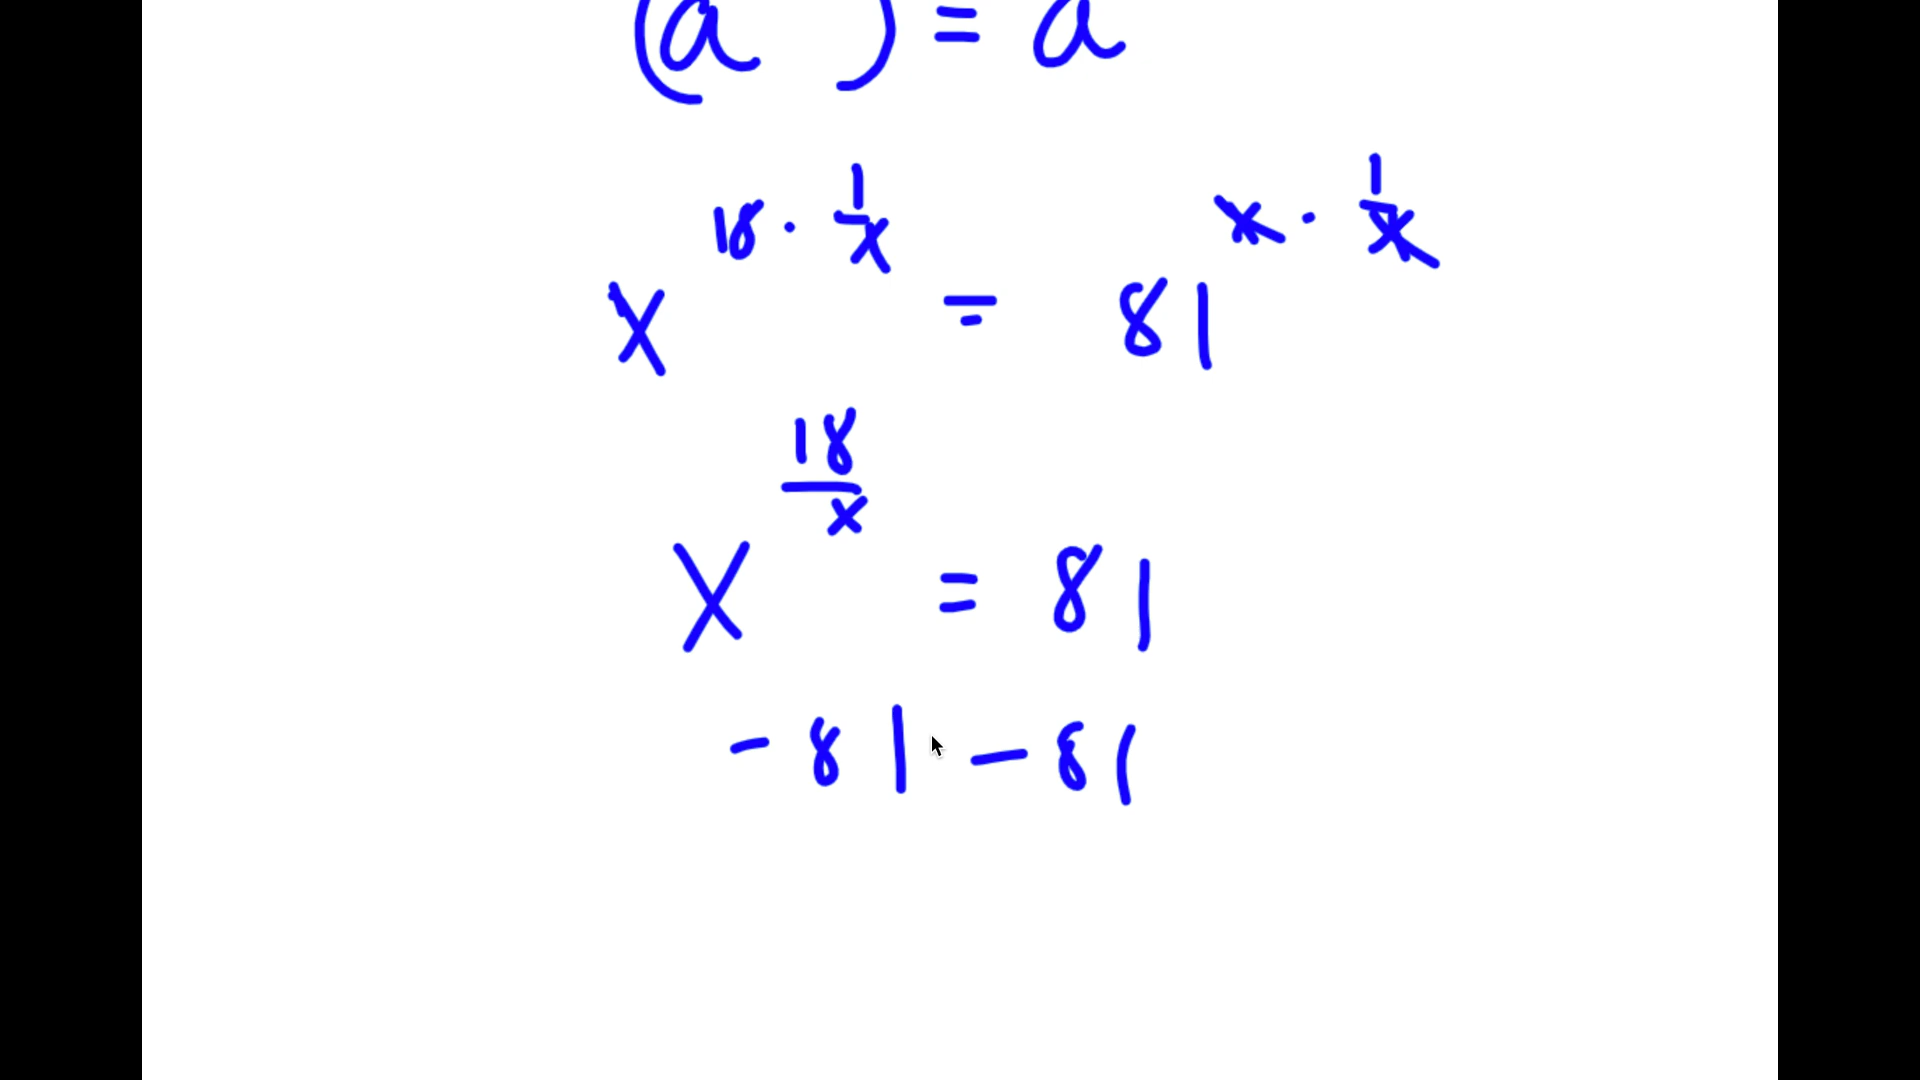 (a ) = a
x^{18 · 1/x} = 81^{x · 1/x}
x^{18/x} = 81
- 81 - 81